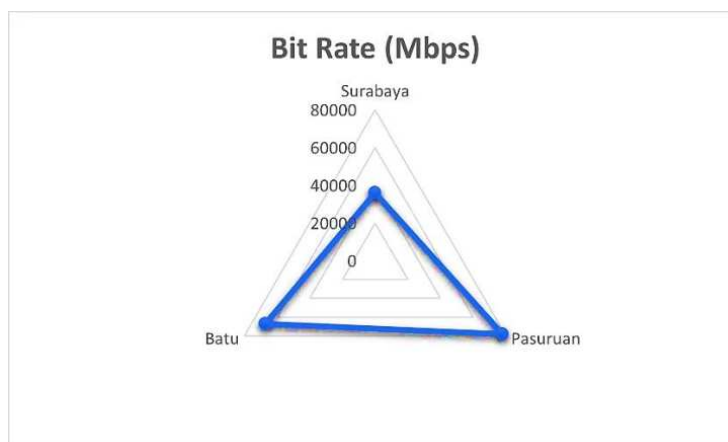 Bit Rate (Mbps)
Surabaya
80000
60000
40000
20000
0
Batu
Pasuruan